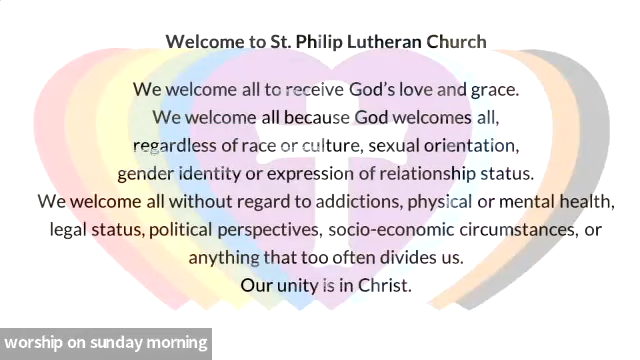 Welcome to St. Philip Lutheran Church
We welcome all to receive God's love and grace.
We welcome all because God welcomes all,
regardless of race or culture, sexual orientation,
gender identity or expression of relationship status.
We welcome all without regard to addictions, physical or mental health,
legal status, political perspectives, socio-economic circumstances, or
anything that too often divides us.
Our unity is in Christ.
worship on sunday morning